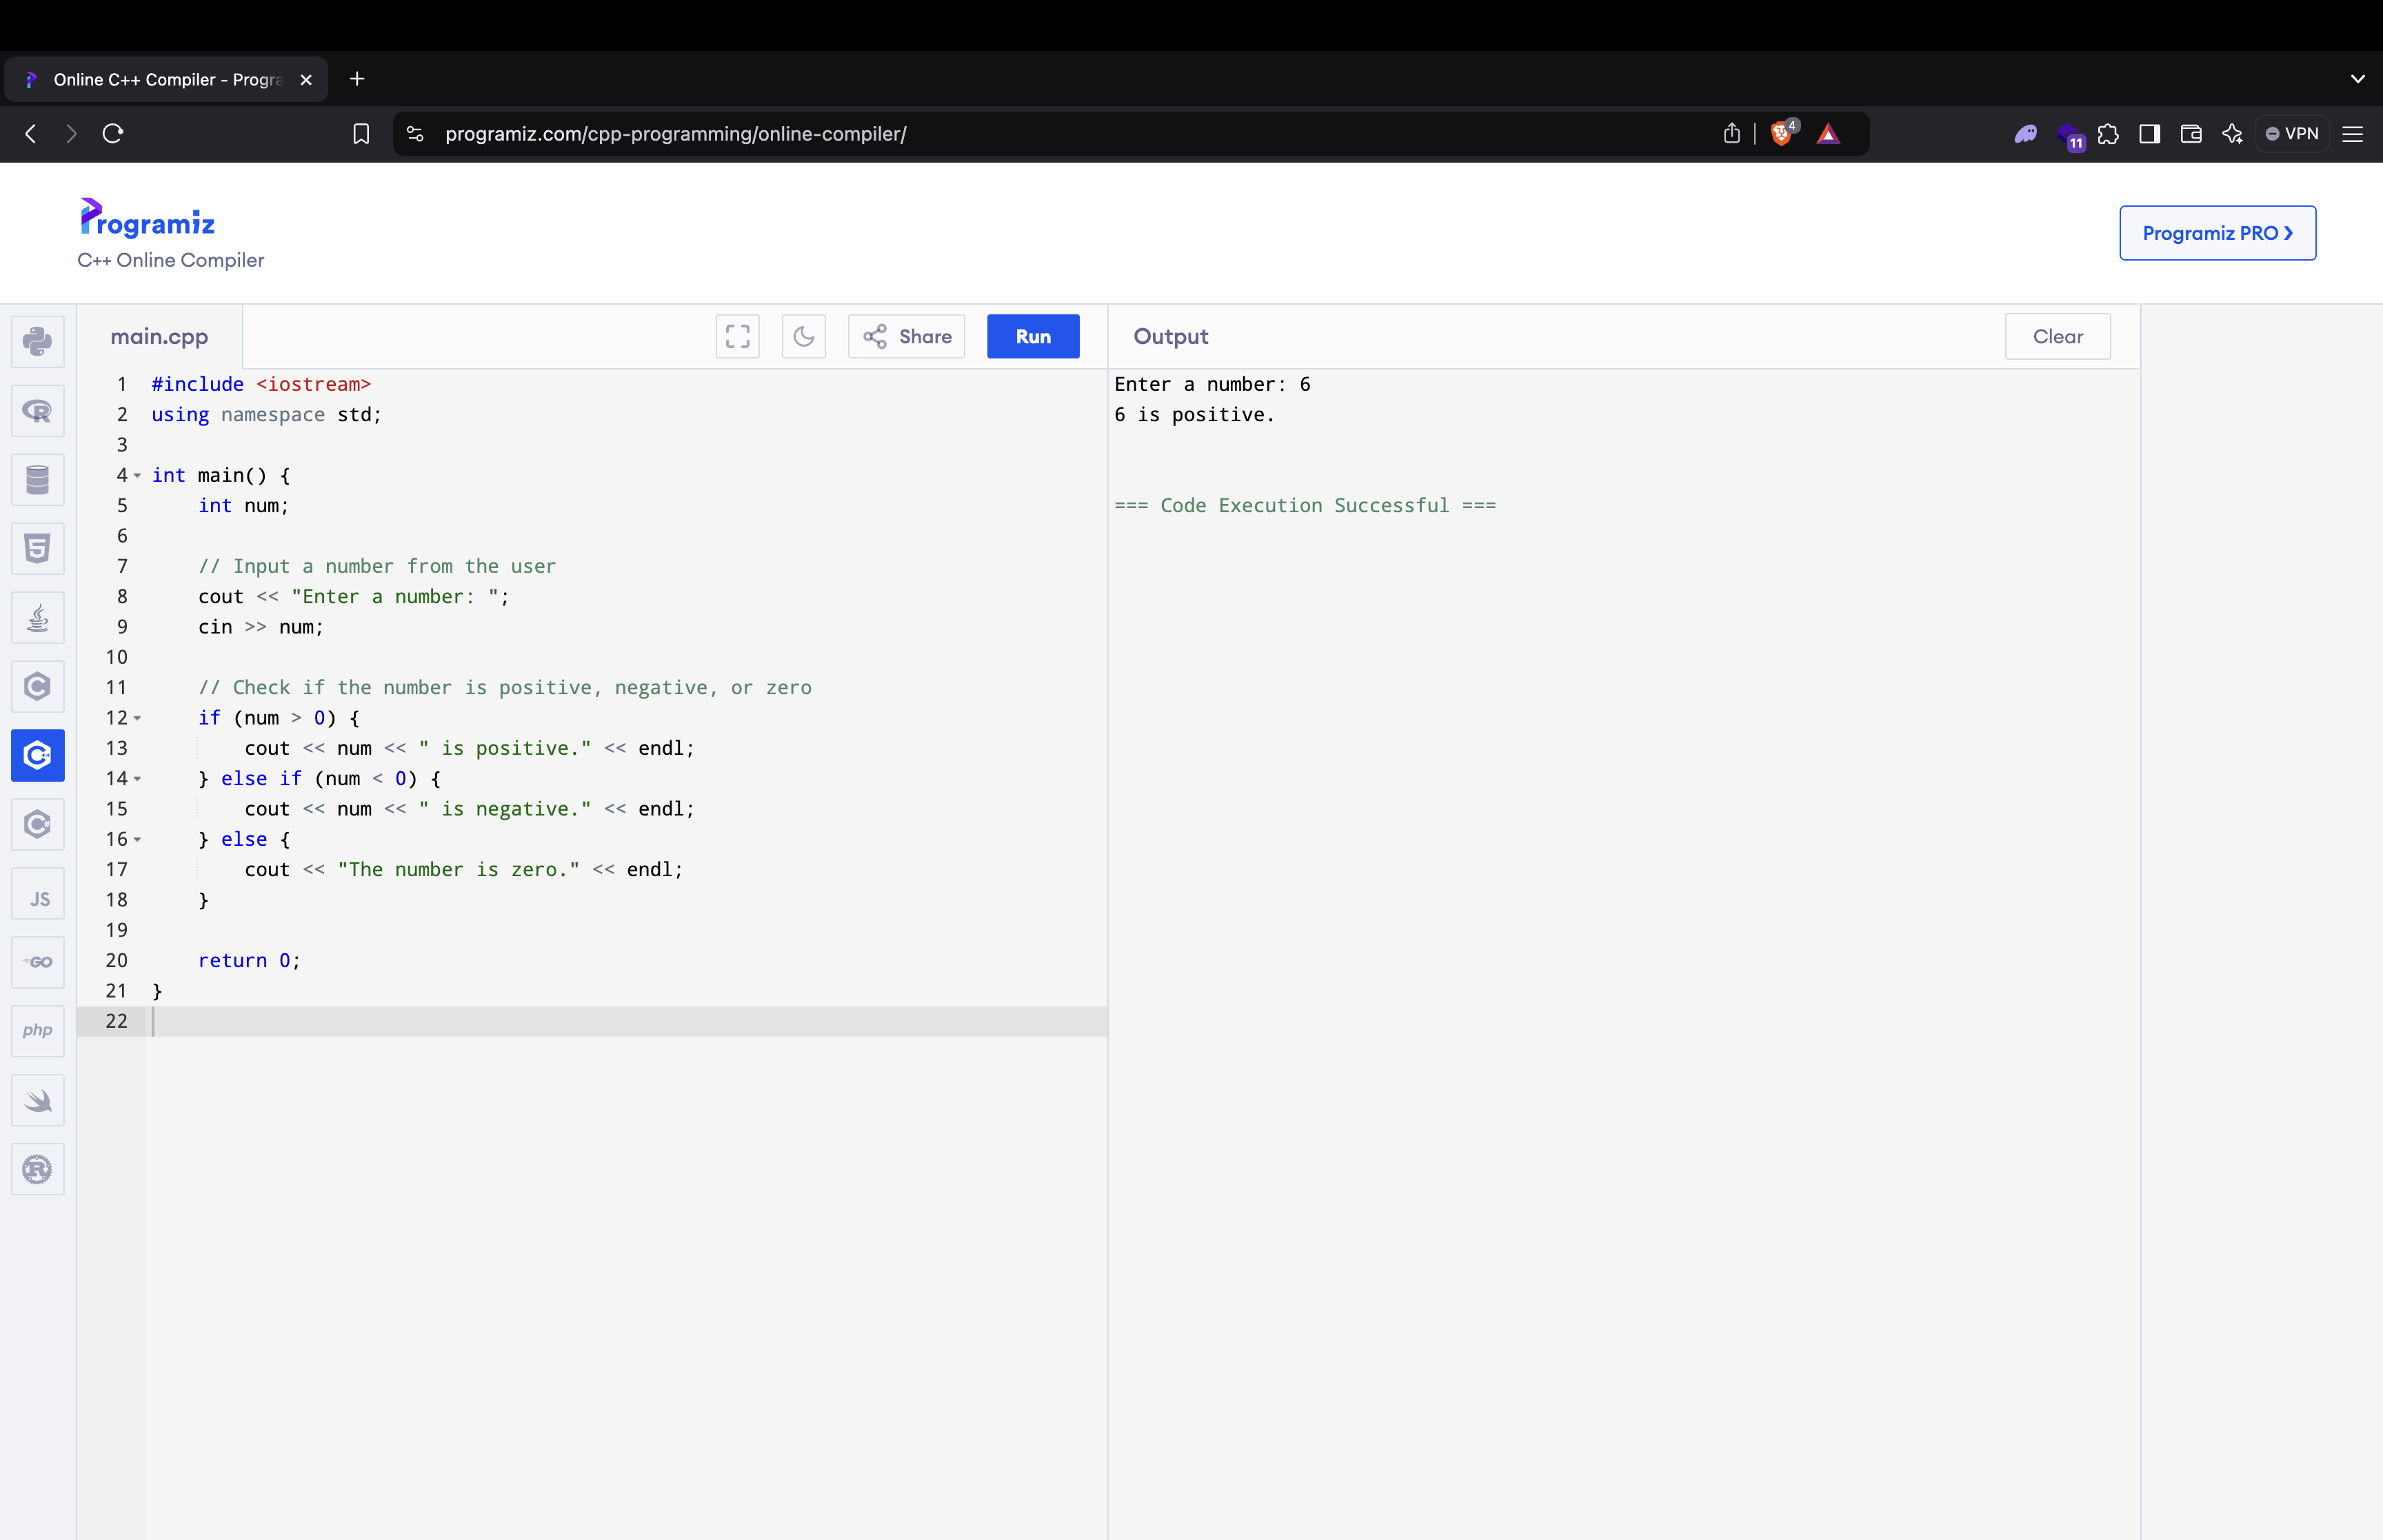 Online C++ Compiler - Progra
programiz.com/cpp-programming/online-compiler/
4
11
VPN
Programiz
C++ Online Compiler
Programiz PRO ❯
main.cpp
Share
Run
Output
Clear
1 #include <iostream>
2 using namespace std;
3
4 int main() {
5     int num;
6
7     // Input a number from the user
8     cout << "Enter a number: ";
9     cin >> num;
10
11     // Check if the number is positive, negative, or zero
12     if (num > 0) {
13         cout << num << " is positive." << endl;
14     } else if (num < 0) {
15         cout << num << " is negative." << endl;
16     } else {
17         cout << "The number is zero." << endl;
18     }
19
20     return 0;
21 }
22
Enter a number: 6
6 is positive.
=== Code Execution Successful ===
R
5
C
C++
C#
JS
GO
php
R